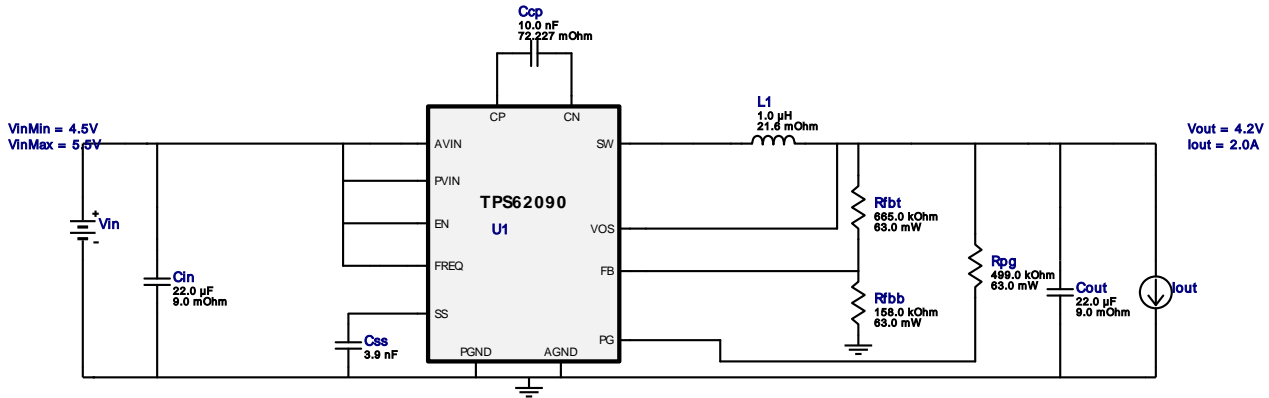 Ccp
10.0 nF
72.227 mOhm
VinMin = 4.5V
VinMax = 5.5V
CP
CN
L1
1.0 µH
21.6 mOhm
Vout = 4.2V
Iout = 2.0A
AVIN
SW
PVIN
TPS62090
U1
EN
VOS
FREQ
FB
SS
PG
PGND
AGND
+
Vin
-
Cin
22.0 µF
9.0 mOhm
Css
3.9 nF
Rfbt
665.0 kOhm
63.0 mW
Rfbb
158.0 kOhm
63.0 mW
Rpg
499.0 kOhm
63.0 mW
Cout
22.0 µF
9.0 mOhm
Iout